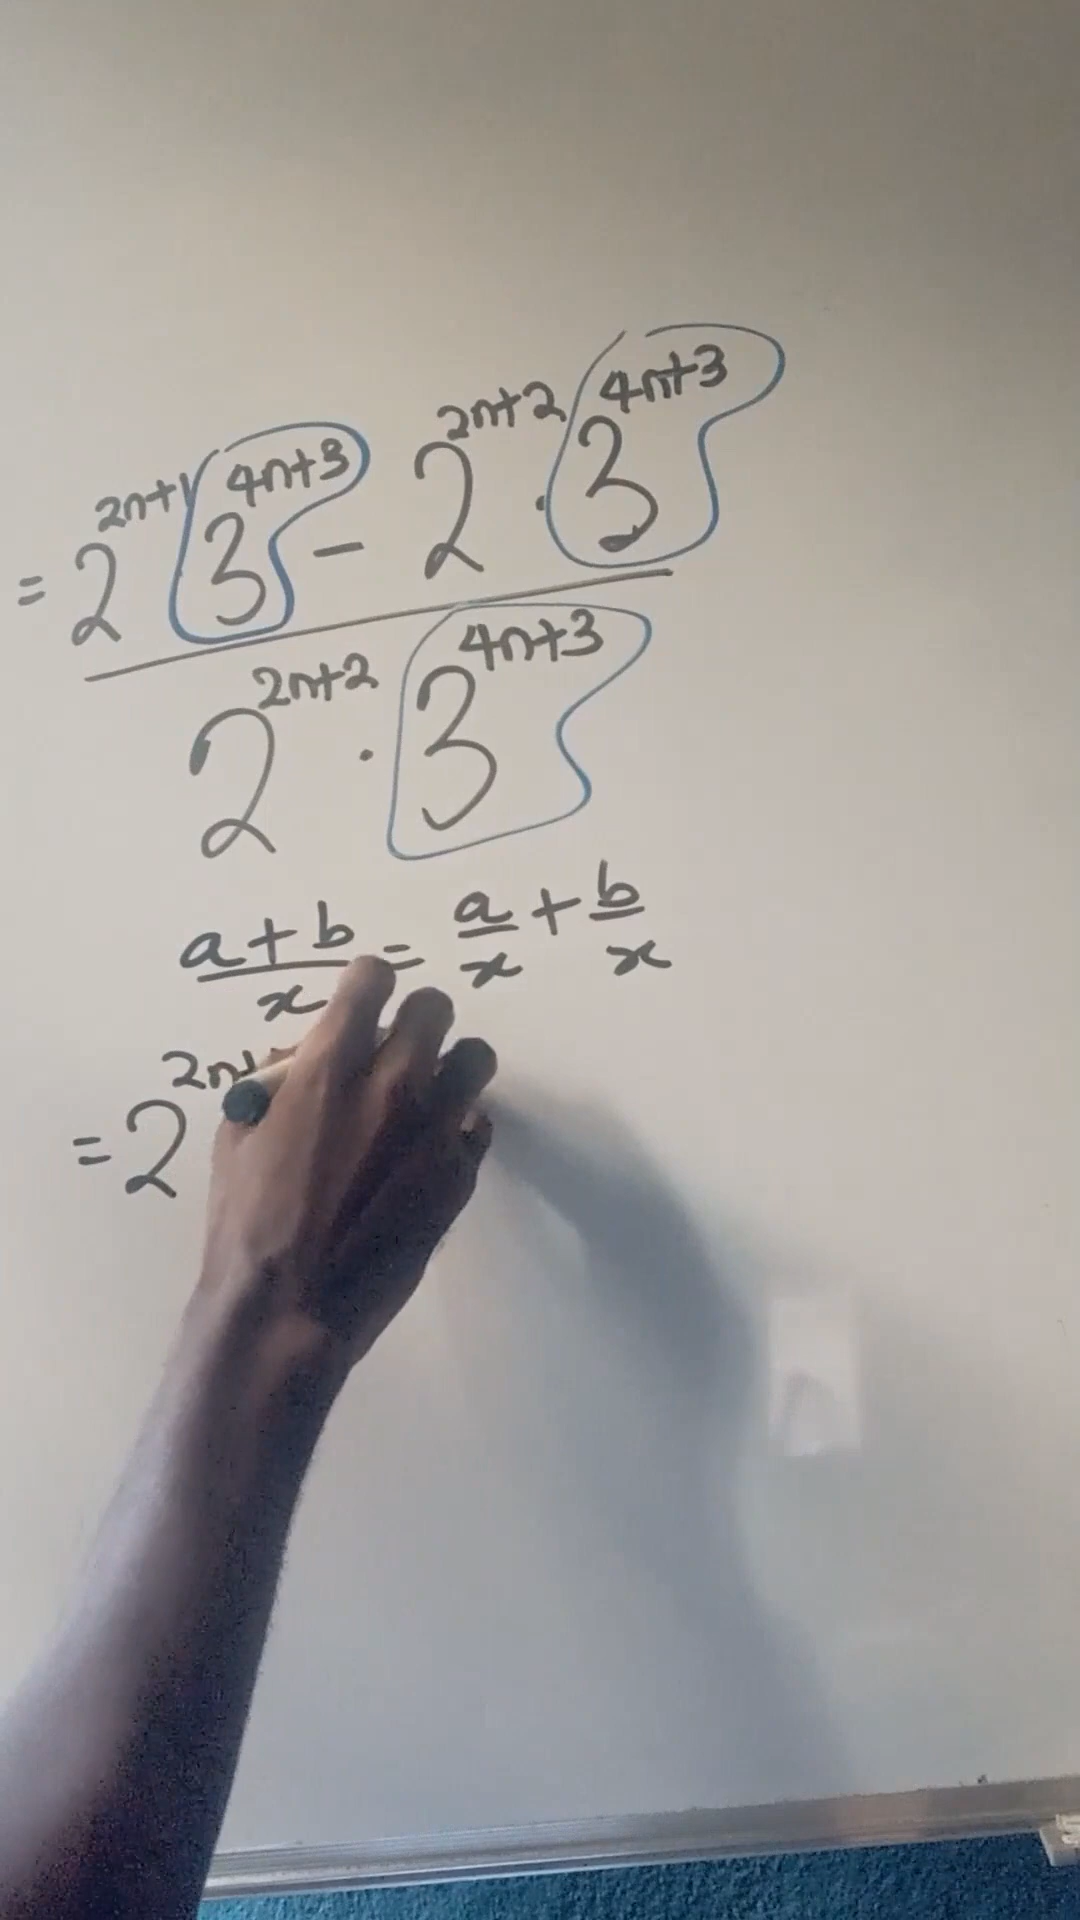 = 2^{2n+1} 3^{4n+3} - 2^{2n+2} · 3^{4n+3}
2^{2n+2} · 3^{4n+3}
a+b/x = a/x + b/x
= 2^{2n+